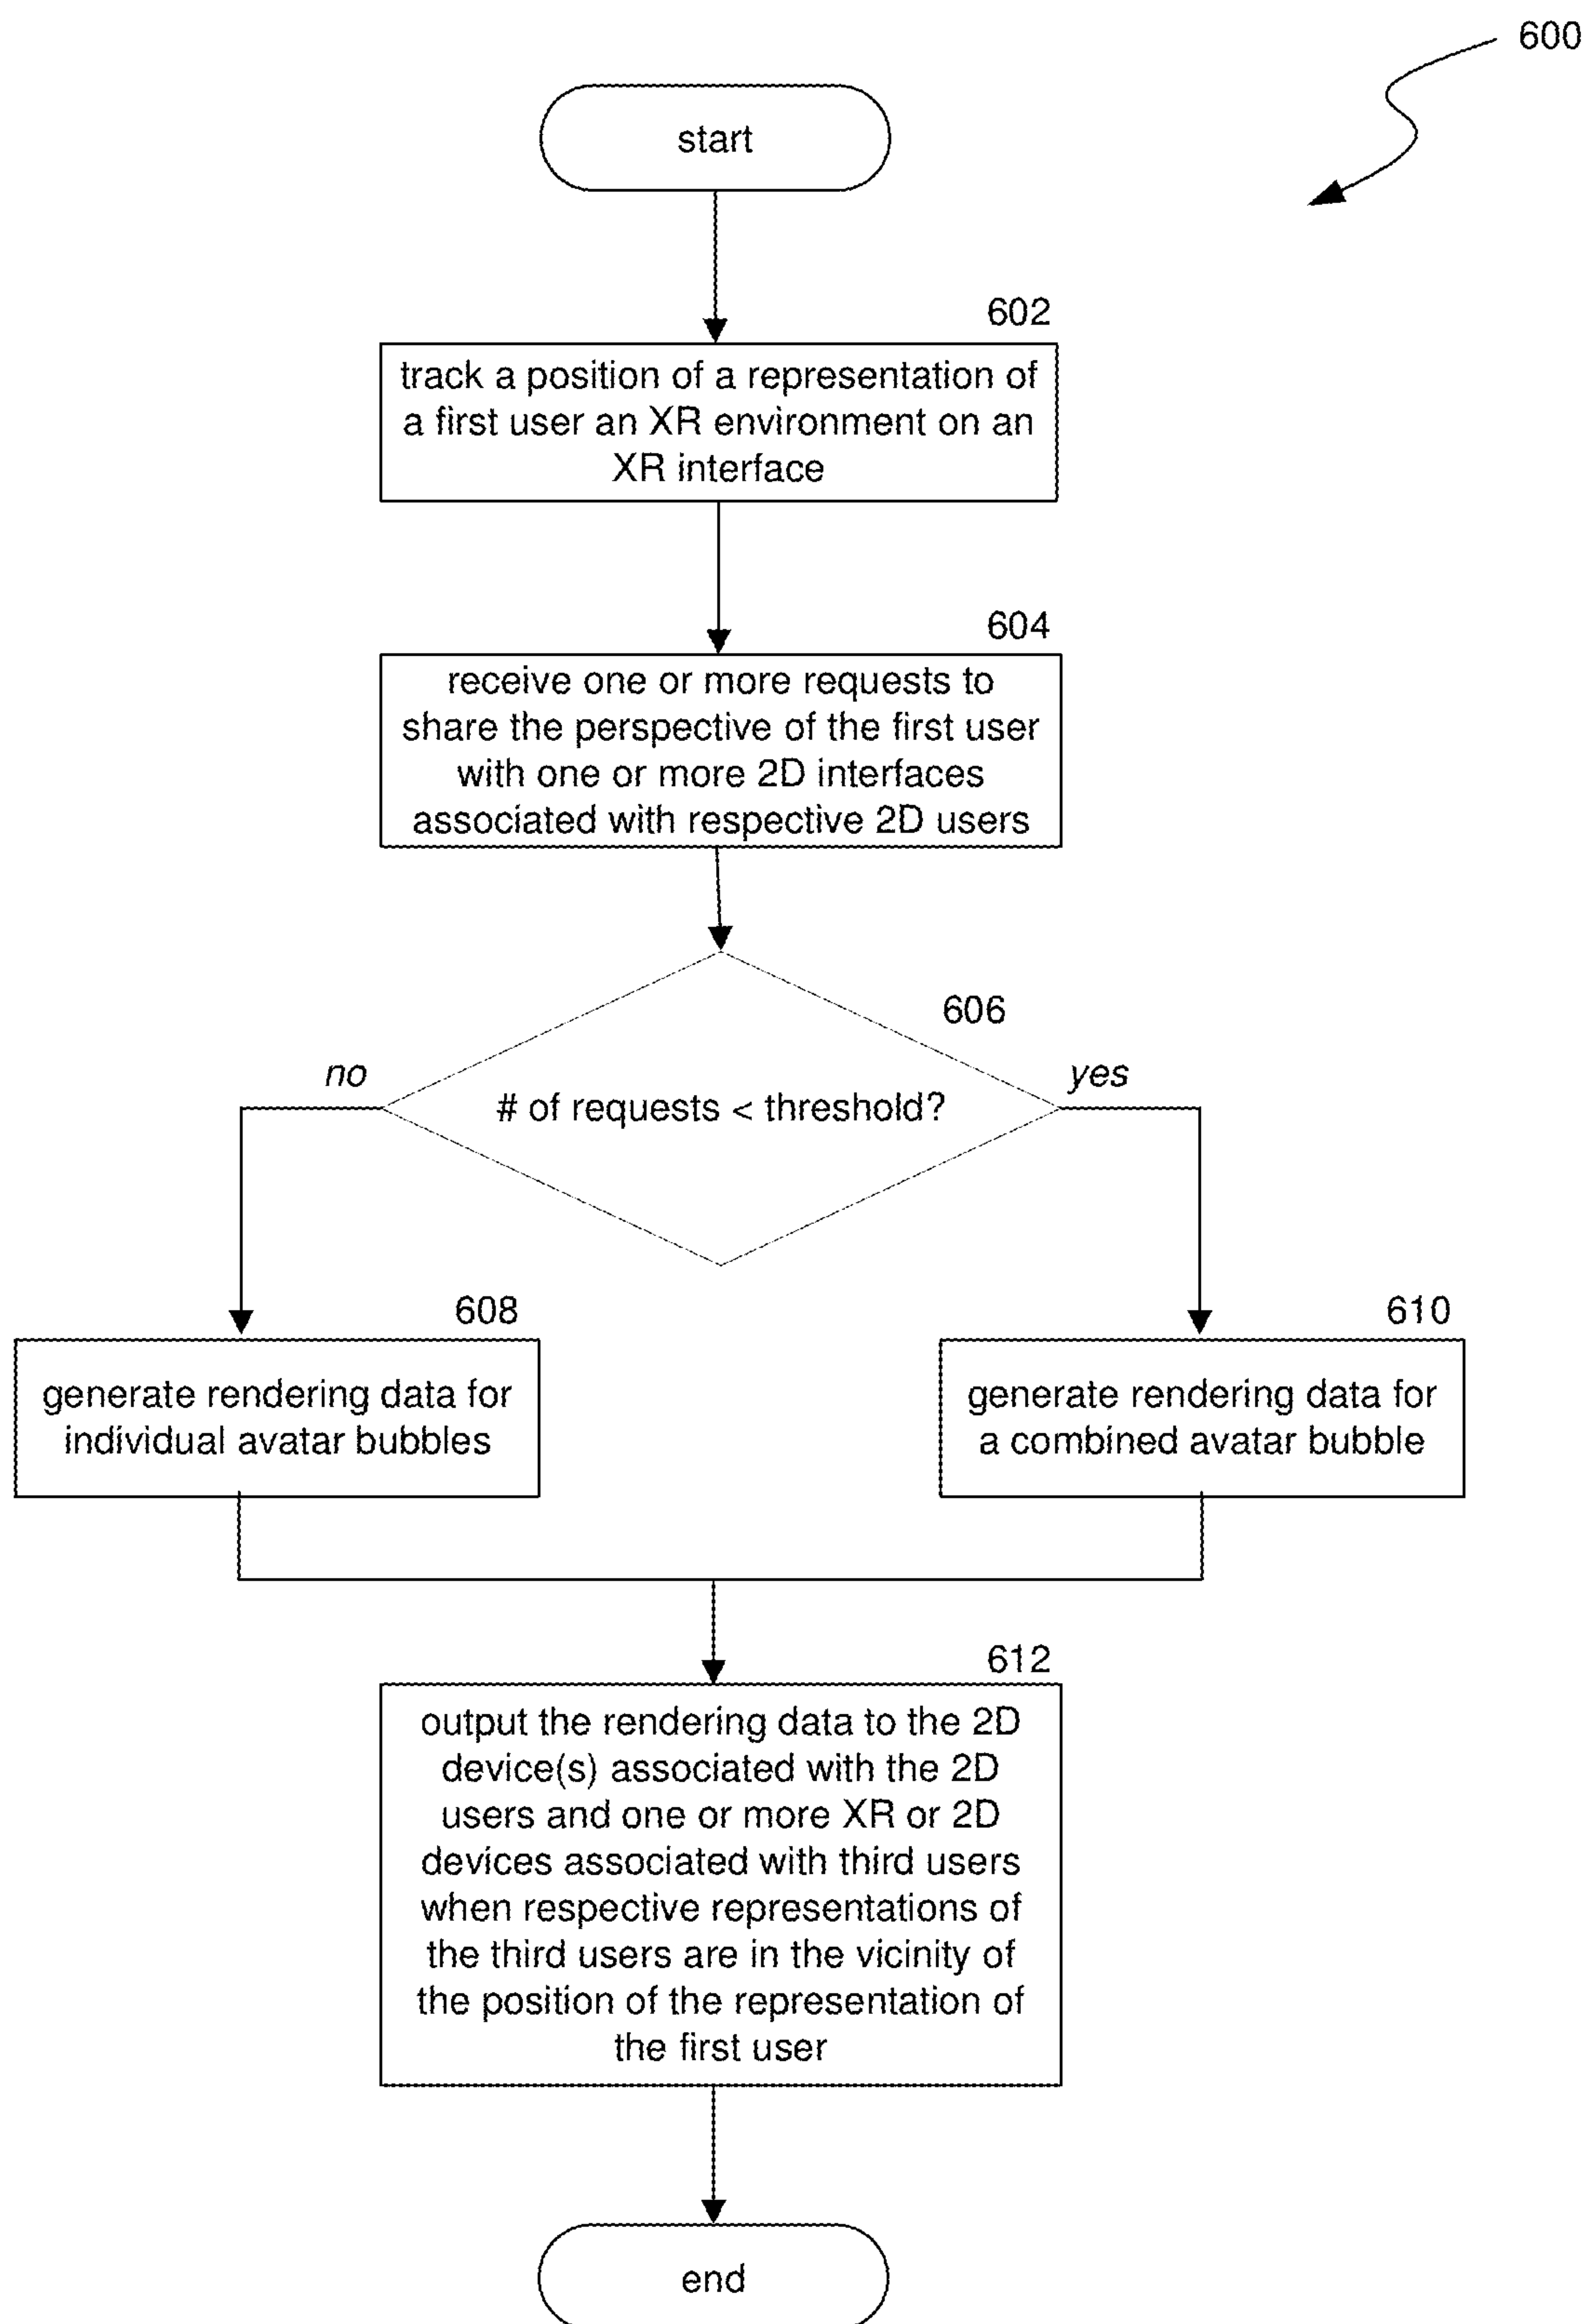 600
start
602
track a position of a representation of
a first user an XR environment on an
XR interface
604
receive one or more requests to
share the perspective of the first user
with one or more 2D interfaces
associated with respective 2D users
606
no
yes
# of requests < threshold?
608
610
generate rendering data for
individual avatar bubbles
generate rendering data for
a combined avatar bubble
612
output the rendering data to the 2D
device(s) associated with the 2D
users and one or more XR or 2D
devices associated with third users
when respective representations of
the third users are in the vicinity of
the position of the representation of
the first user
end